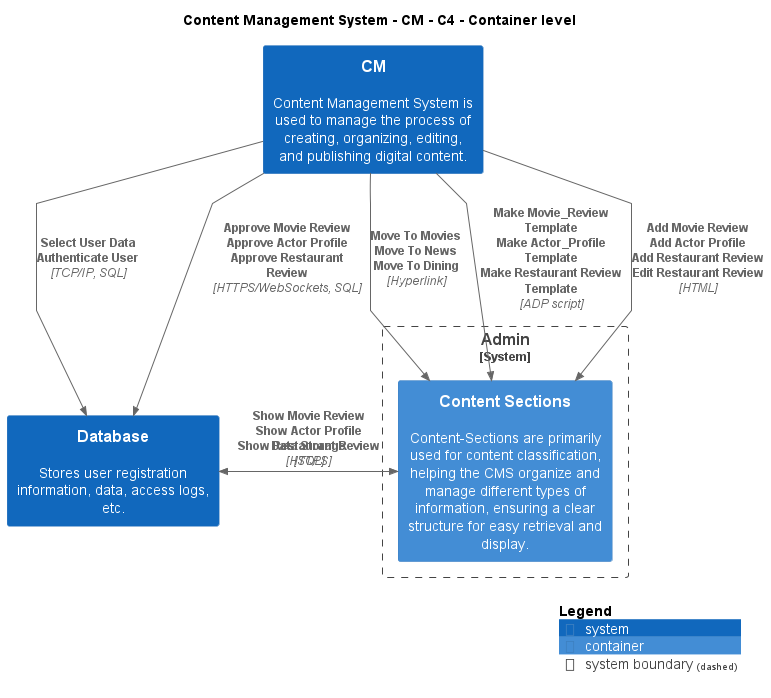 Content Management System - CM - C4 - Container level
CM
Content Management System is
used to manage the process of
creating, organizing, editing,
and publishing digital content.
Select User Data
Authenticate User
[TCP/IP, SQL]
Approve Movie Review
Approve Actor Profile
Approve Restaurant
Review
[HTTPS/WebSockets, SQL]
Move To Movies
Move To News
Move To Dining
[Hyperlink]
Make Movie_Review
Template
Make Actor_Profile
Template
Make Restaurant Review
Template
[ADP script]
Add Movie Review
Add Actor Profile
Add Restaurant Review
Edit Restaurant Review
[HTML]
Admin
[System]
Database
Stores user registration
information, data, access logs,
etc.
Show Movie Review
Show Actor Profile
Show Restaurant Review
Data Storage
[HTTPS]
[SQL]
Content Sections
Content-Sections are primarily
used for content classification,
helping the CMS organize and
manage different types of
information, ensuring a clear
structure for easy retrieval and
display.
Legend
system
container
system boundary (dashed)